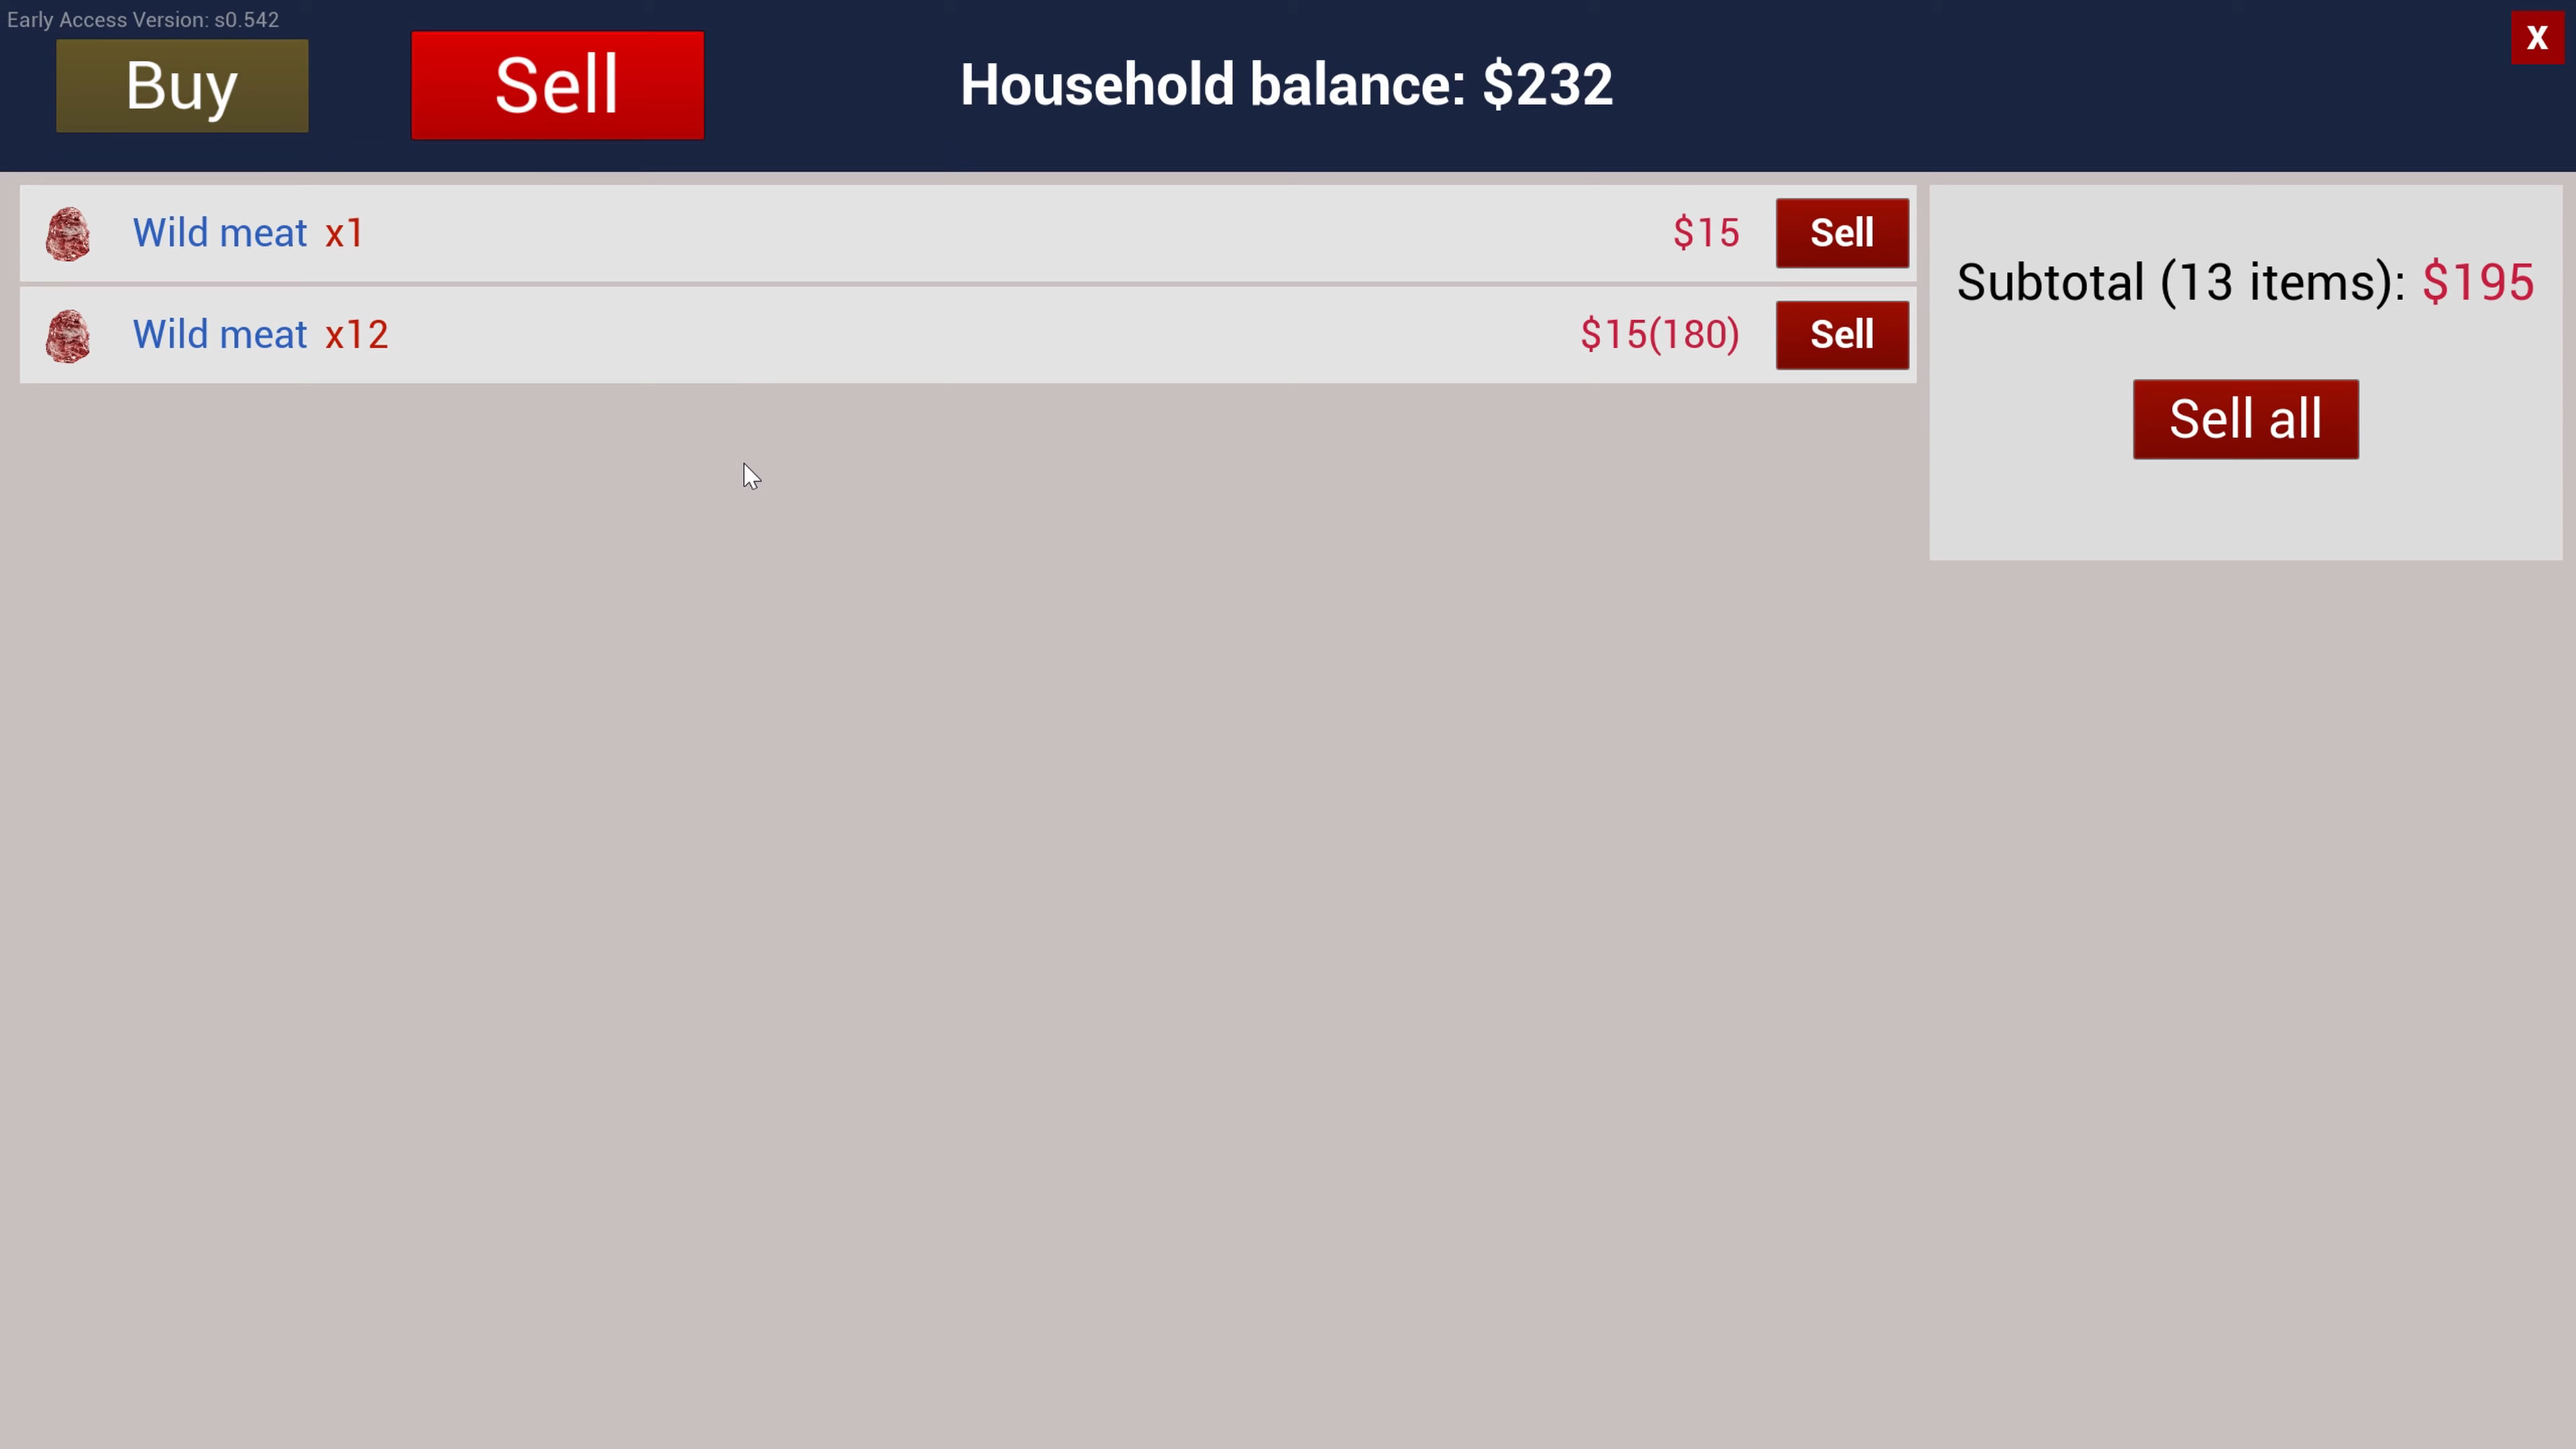 Early Access Version: s0.542
Buy
Sell
Household balance: $232
X
Wild meat x1
$15
Sell
Wild meat x12
$15(180)
Sell
Subtotal (13 items): $195
Sell all